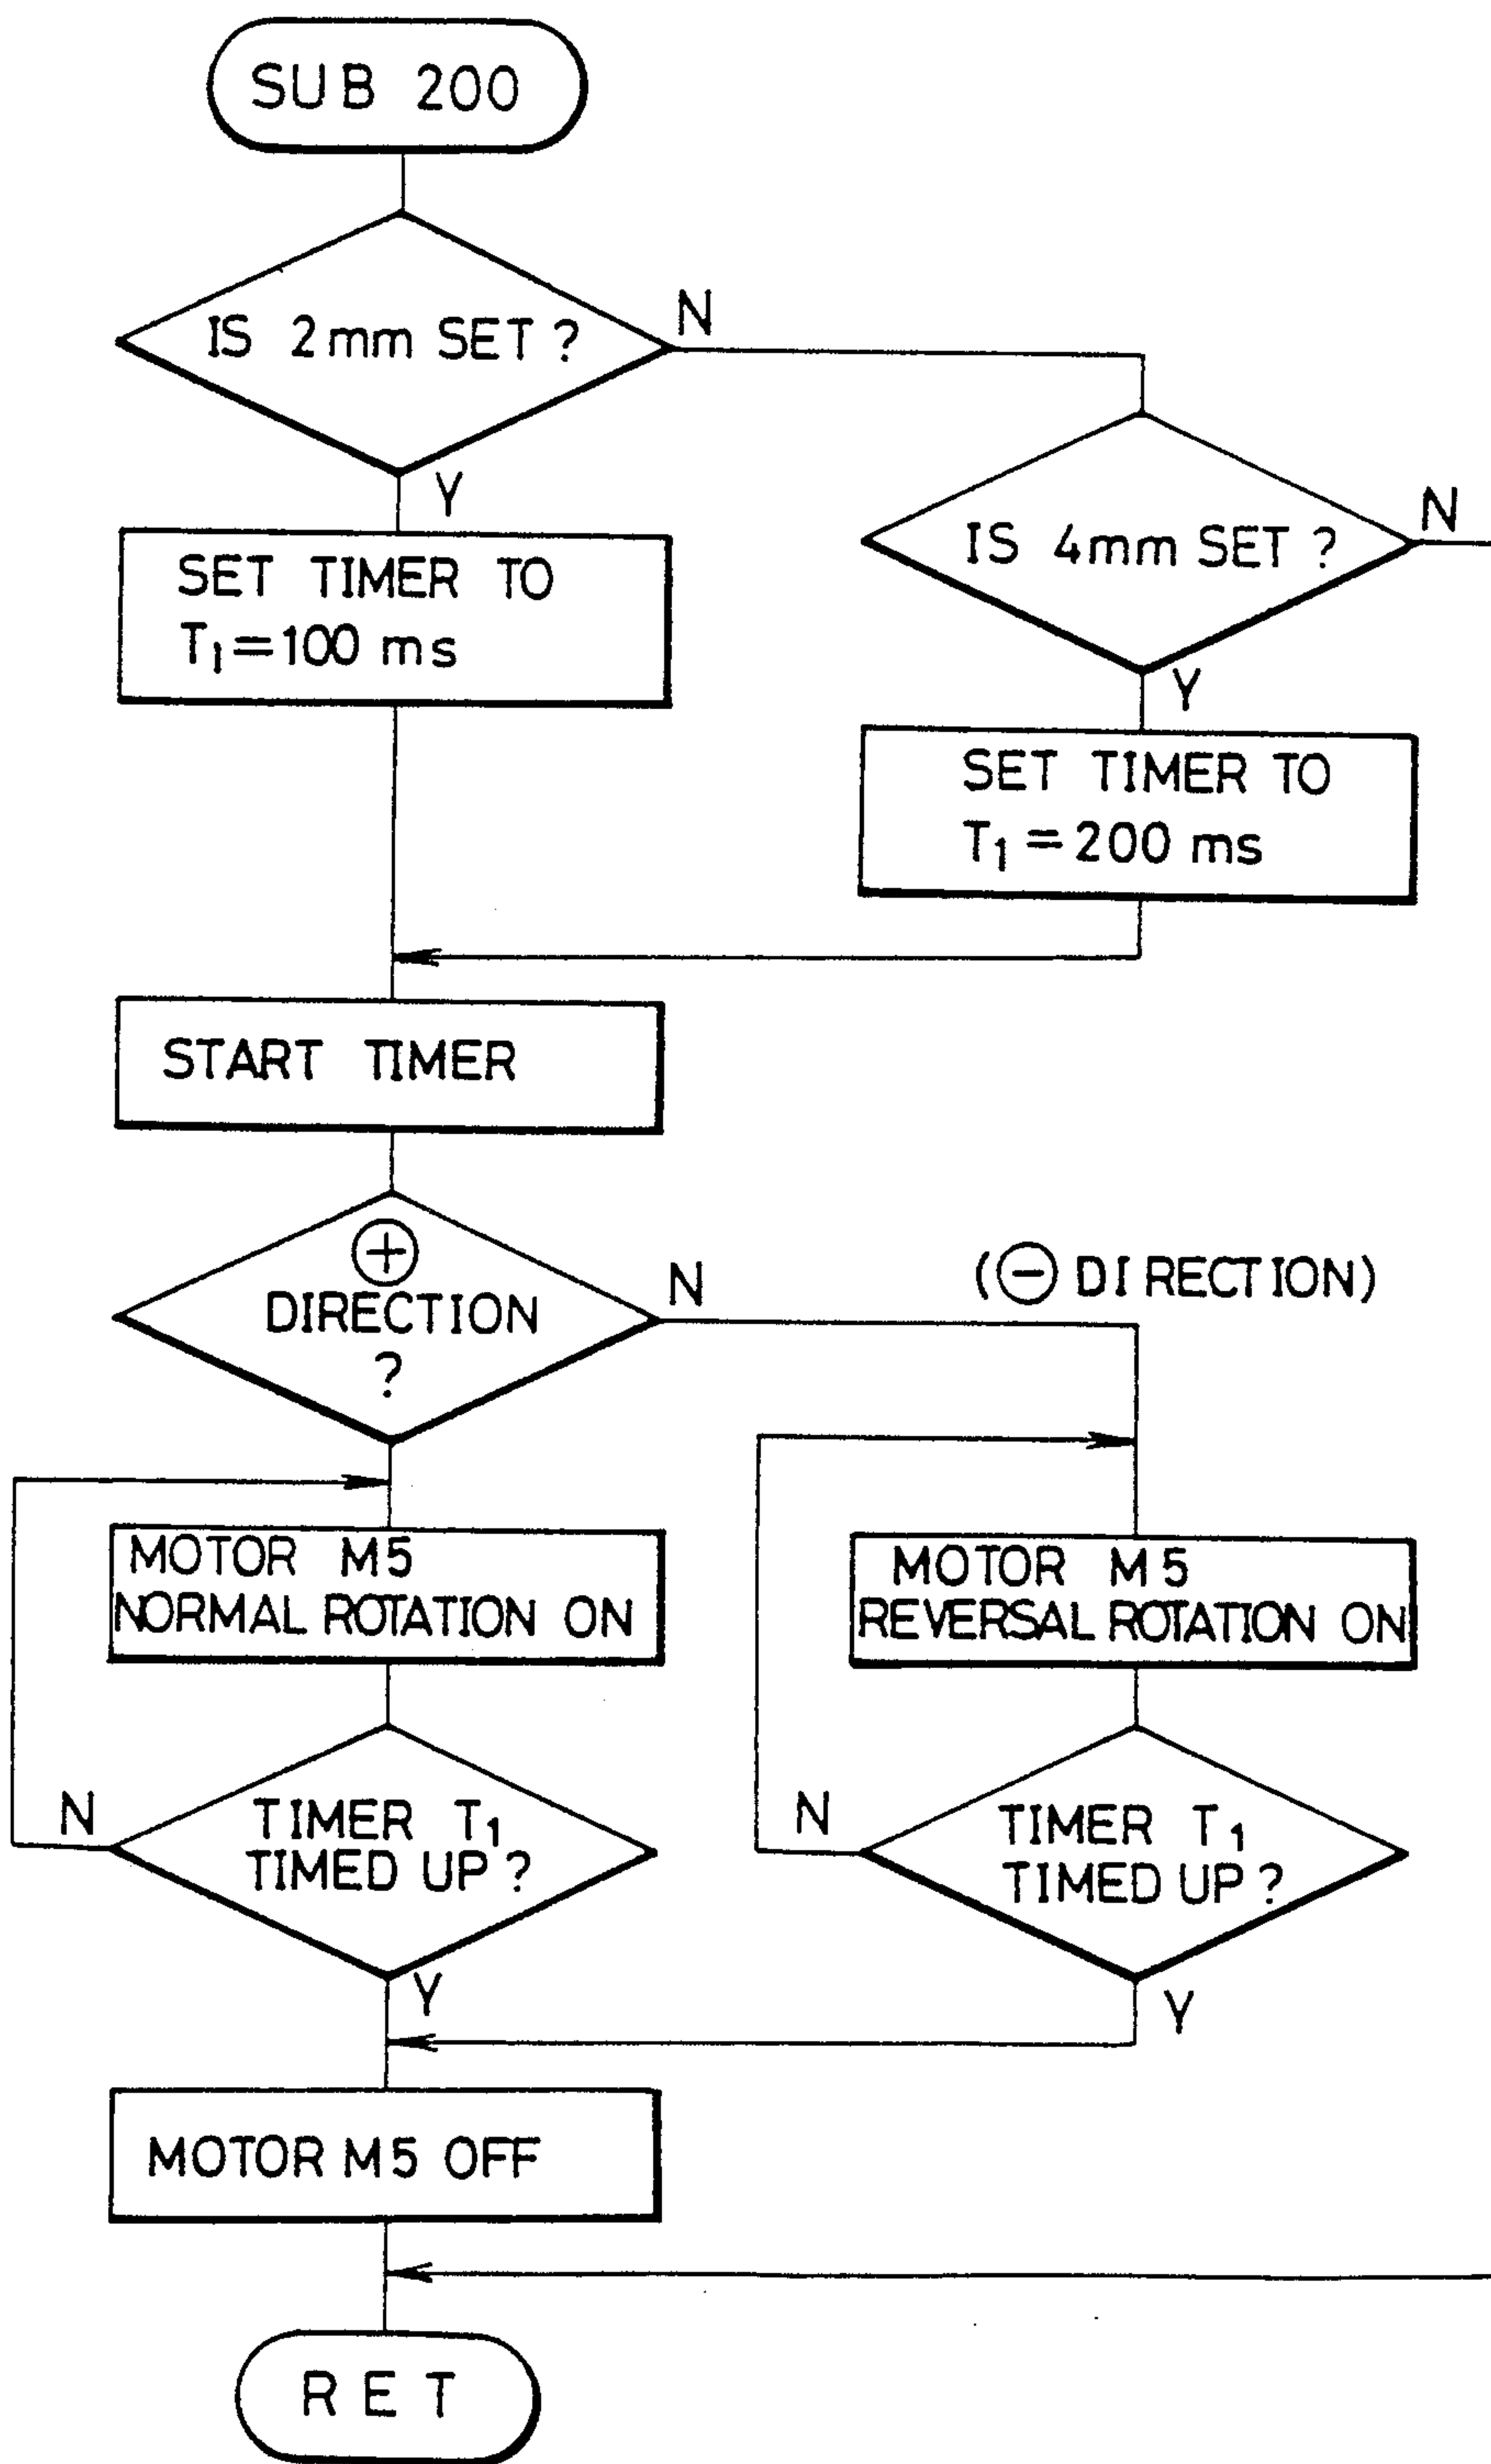 SUB 200
IS 2mm SET ?
N
Y
SET TIMER TO
T₁=100 ms
IS 4mm SET ?
N
Y
SET TIMER TO
T₁=200 ms
START TIMER
⊕
DIRECTION
?
N
(⊖ DIRECTION)
MOTOR M5
NORMAL ROTATION ON
TIMER T₁
TIMED UP ?
N
Y
MOTOR M5
REVERSAL ROTATION ON
TIMER T₁
TIMED UP ?
N
Y
MOTOR M5 OFF
RET